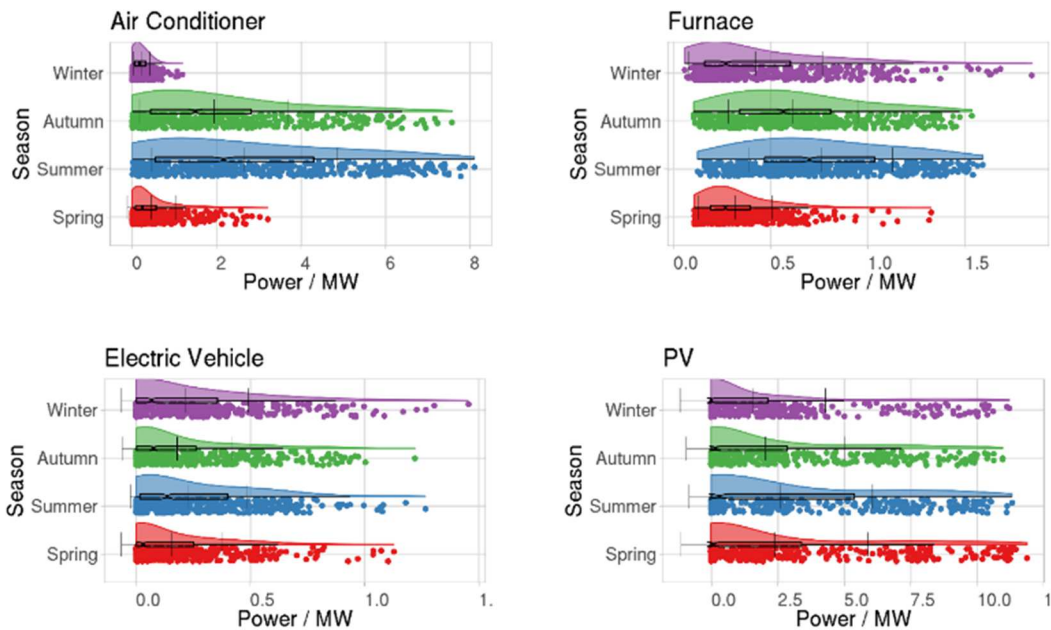 Air Conditioner
Season
Winter
Autumn
Summer
Spring
0 2 4 6 8
Power / MW
Furnace
Season
Winter
Autumn
Summer
Spring
0.0 0.5 1.0 1.5
Power / MW
Electric Vehicle
Season
Winter
Autumn
Summer
Spring
0.0 0.5 1.0 1.
Power / MW
PV
Season
Winter
Autumn
Summer
Spring
0.0 2.5 5.0 7.5 10.0 1
Power / MW